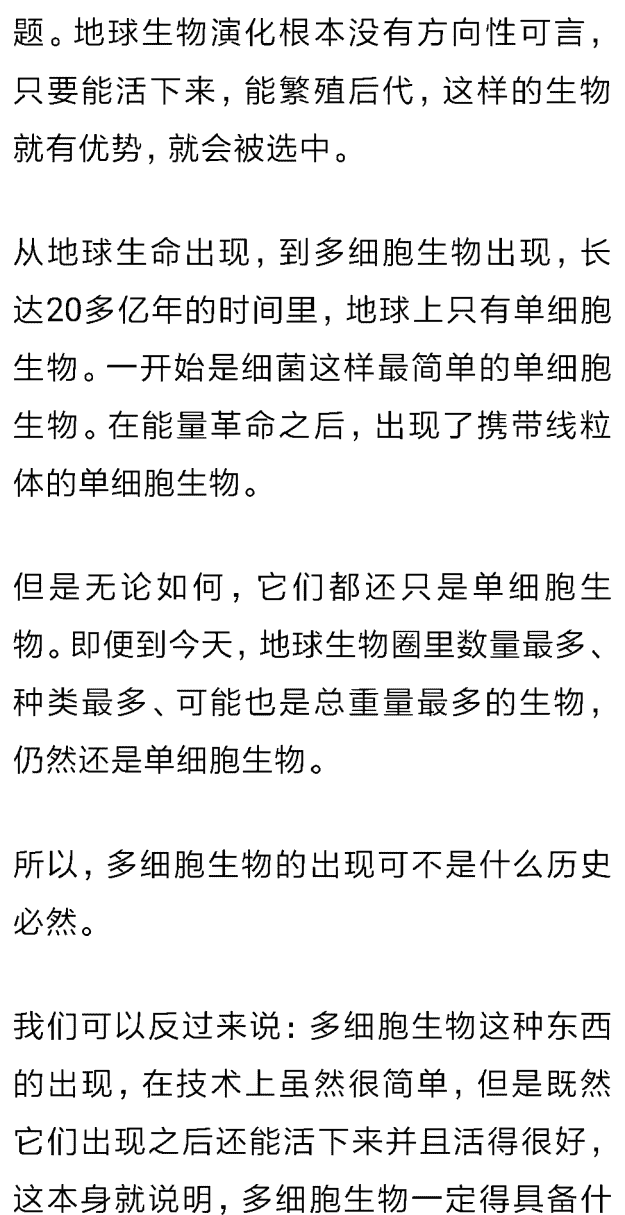 题。地球生物演化根本没有方向性可言，
只要能活下来，能繁殖后代，这样的生物
就有优势，就会被选中。
从地球生命出现，到多细胞生物出现，长
达20多亿年的时间里，地球上只有单细胞
生物。一开始是细菌这样最简单的单细胞
生物。在能量革命之后，出现了携带线粒
体的单细胞生物。
但是无论如何，它们都还只是单细胞生
物。即便到今天，地球生物圈里数量最多、
种类最多、可能也是总重量最多的生物，
仍然还是单细胞生物。
所以，多细胞生物的出现可不是什么历史
必然。
我们可以反过来说：多细胞生物这种东西
的出现，在技术上虽然很简单，但是既然
它们出现之后还能活下来并且活得很好，
这本身就说明，多细胞生物一定得具备什